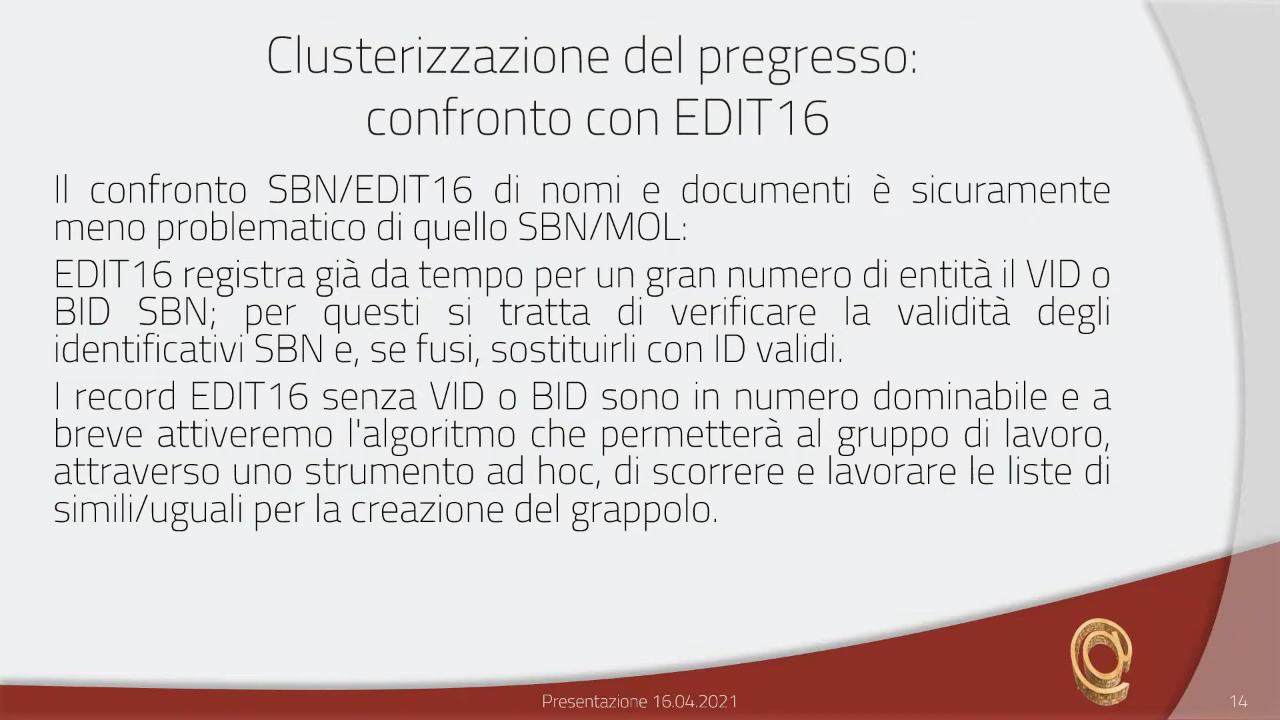 Clusterizzazione del pregresso:
confronto con EDIT16
Il confronto SBN/EDIT16 di nomi e documenti è sicuramente
meno problematico di quello SBN/MOL:
EDIT16 registra già da tempo per un gran numero di entità il VID o
BID SBN; per questi si tratta di verificare la validità degli
identificativi SBN e, se fusi, sostituirli con ID validi.
I record EDIT16 senza VID o BID sono in numero dominabile e a
breve attiveremo l'algoritmo che permetterà al gruppo di lavoro,
attraverso uno strumento ad hoc, di scorrere e lavorare le liste di
simili/uguali per la creazione del grappolo.
Presentazione 16.04.2021
14